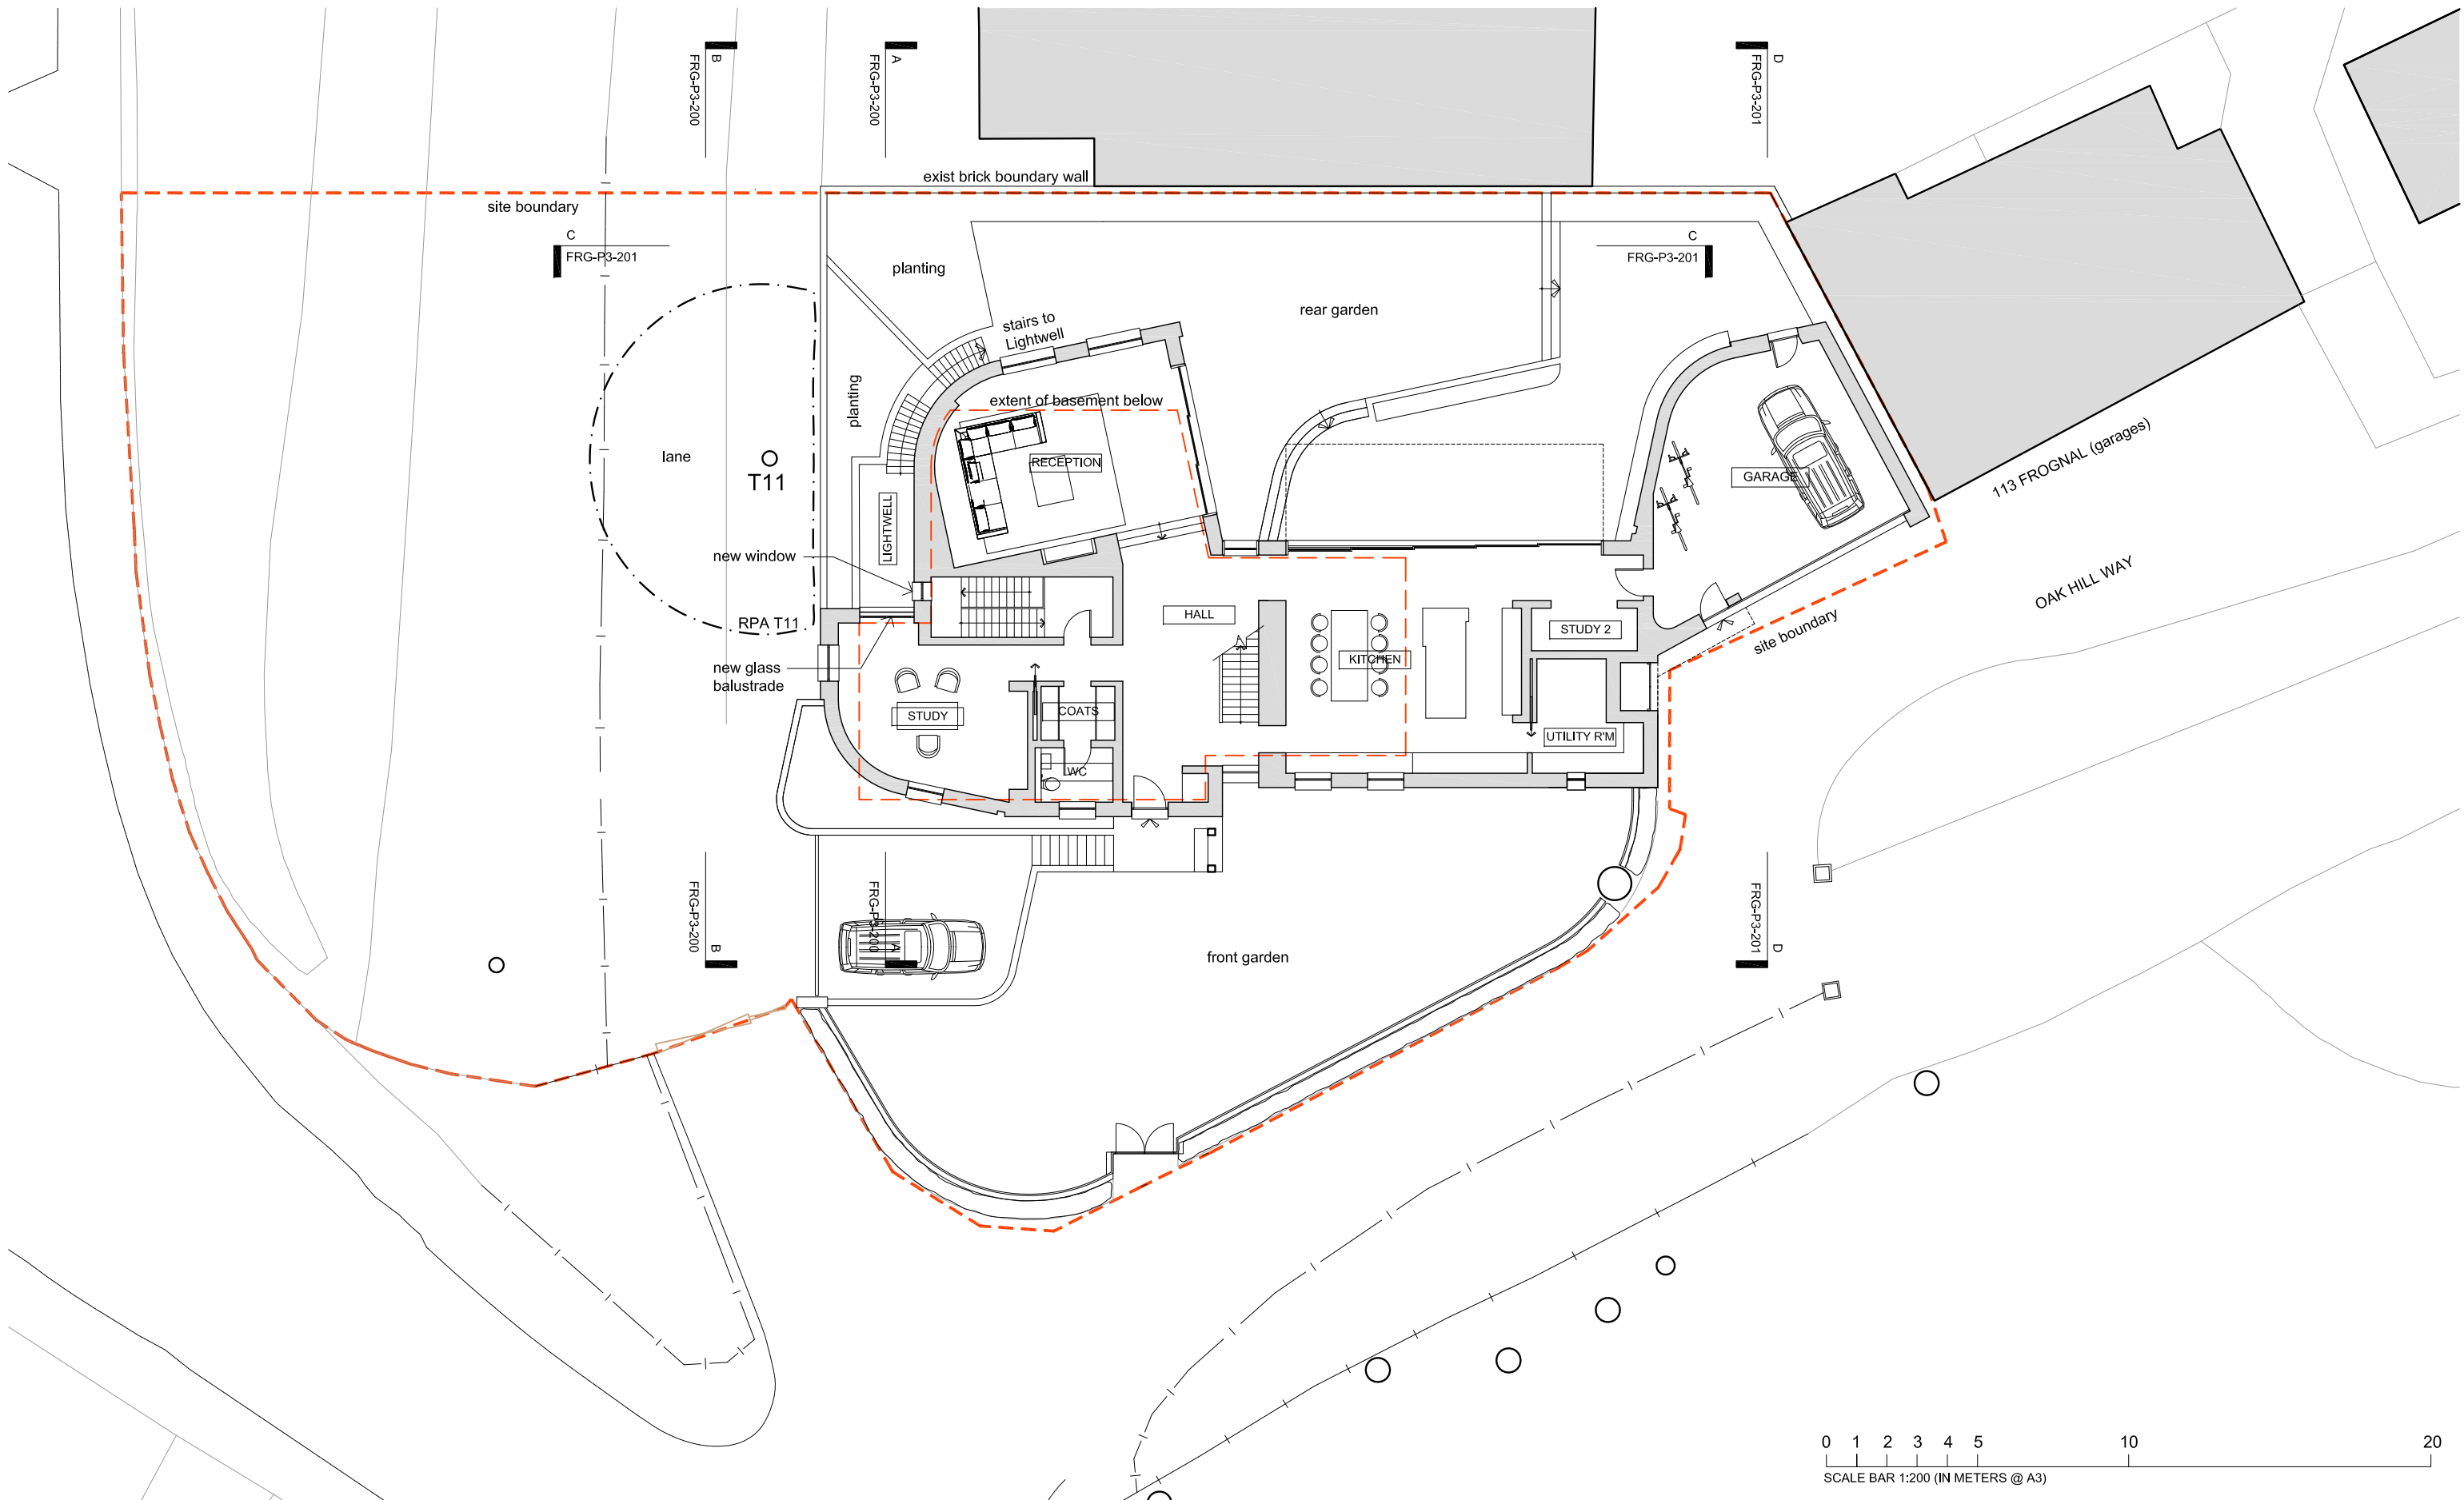 B
FRG-P3-200
A
FRG-P3-200
D
FRG-P3-201
exist brick boundary wall
site boundary
C
FRG-P3-201
C
FRG-P3-201
planting
rear garden
stairs to
Lightwell
planting
extent of basement below
lane
T11
RECEPTION
GARAGE
113 FROGNAL (garages)
LIGHTWELL
new window
OAK HILL WAY
RPA T11
HALL
STUDY 2
site boundary
KITCHEN
new glass
balustrade
STUDY
COATS
UTILITY R'M
WC
FRG-P3-200
B
FRG-P3-200
A
FRG-P3-201
D
front garden
0 1 2 3 4 5 10 20
SCALE BAR 1:200 (IN METERS @ A3)